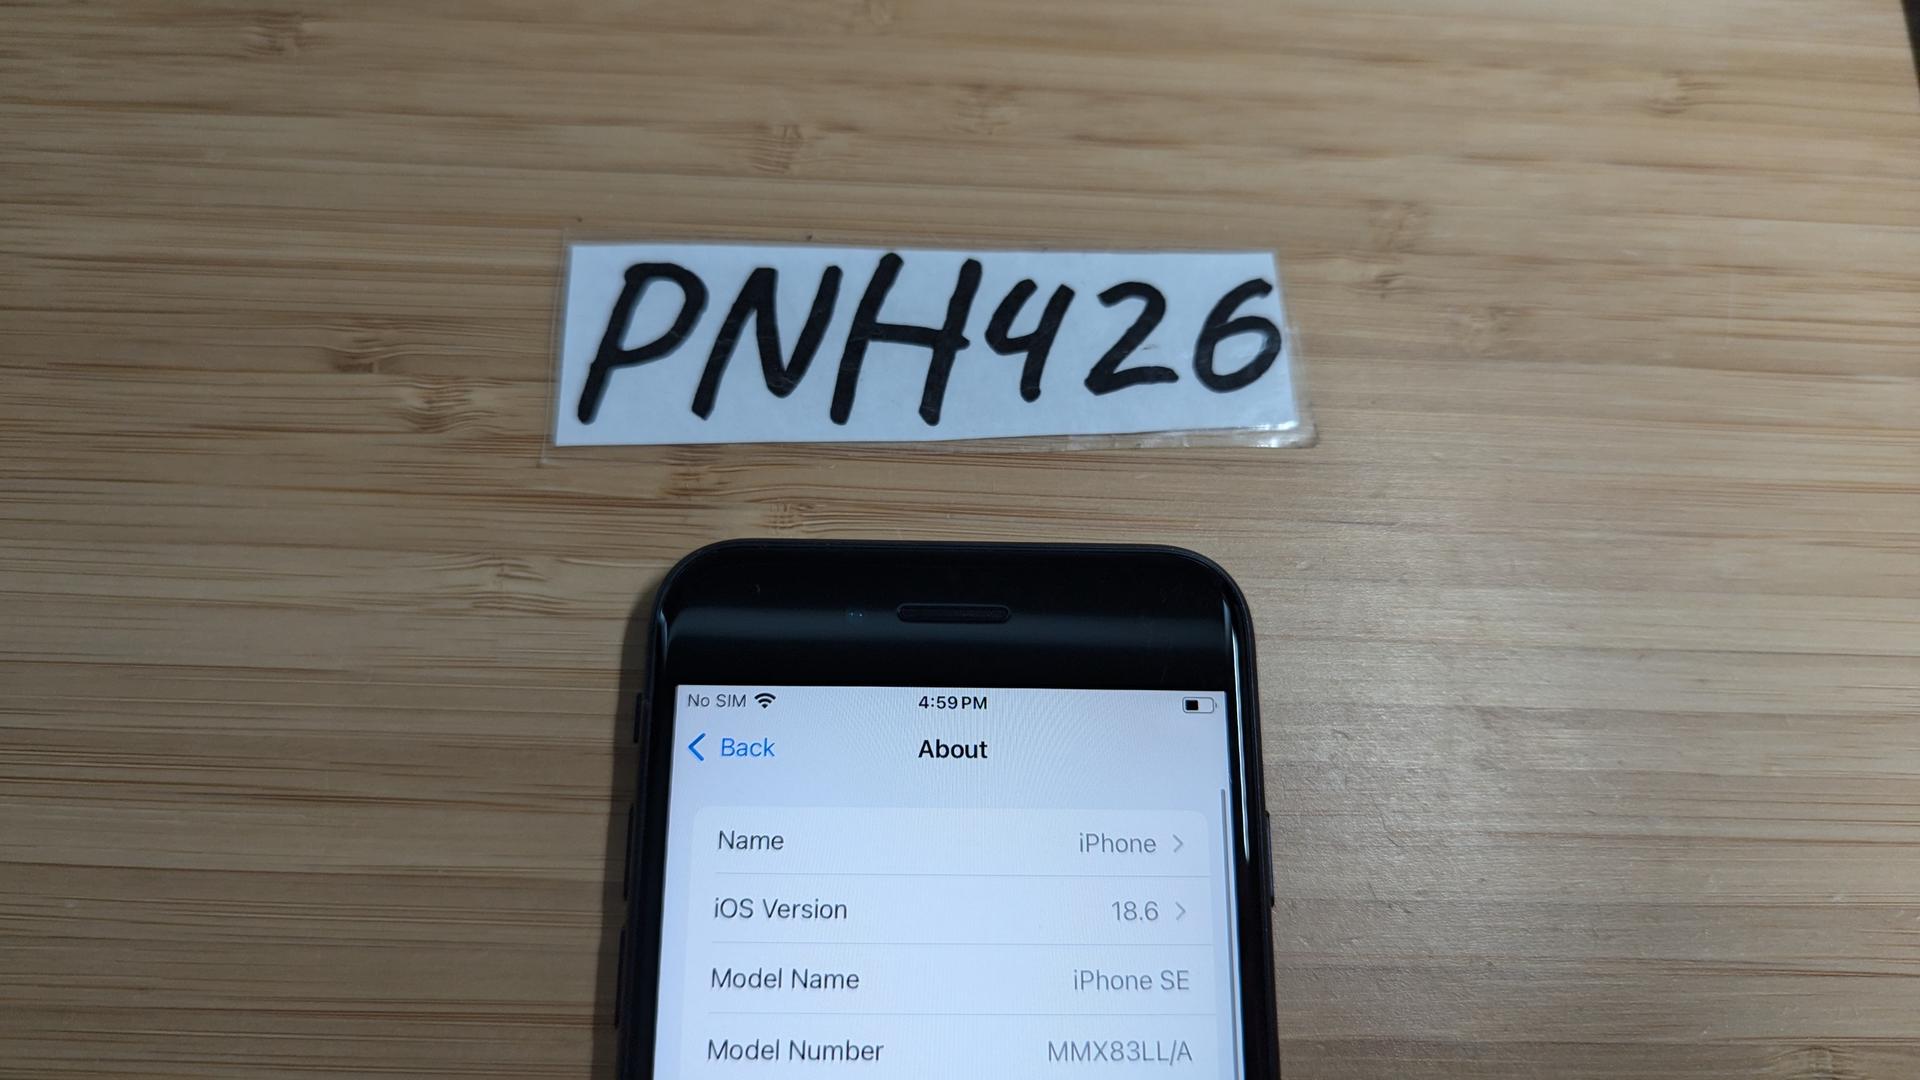 PNH426
No SIM 4:59 PM
Back About
Name iPhone
iOS Version 18.6
Model Name iPhone SE
Model Number MMX83LL/A